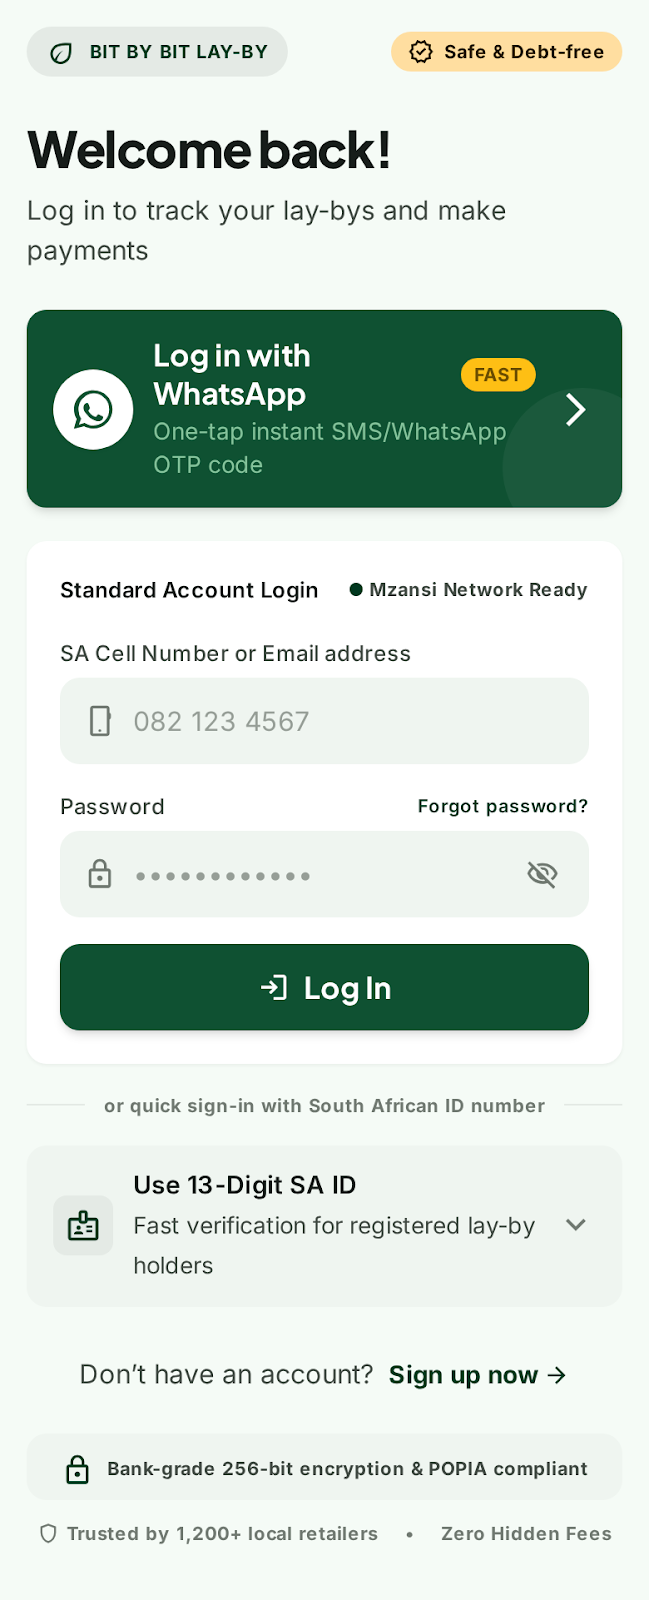 BIT BY BIT LAY-BY
Safe & Debt-free
Welcome back!
Log in to track your lay-bys and make
payments
Log in with
WhatsApp
FAST
One-tap instant SMS/WhatsApp
OTP code
Standard Account Login
Mzansi Network Ready
SA Cell Number or Email address
082 123 4567
Password
Forgot password?
••••••••••••
Log In
or quick sign-in with South African ID number
Use 13-Digit SA ID
Fast verification for registered lay-by
holders
Don’t have an account? Sign up now →
Bank-grade 256-bit encryption & POPIA compliant
Trusted by 1,200+ local retailers • Zero Hidden Fees